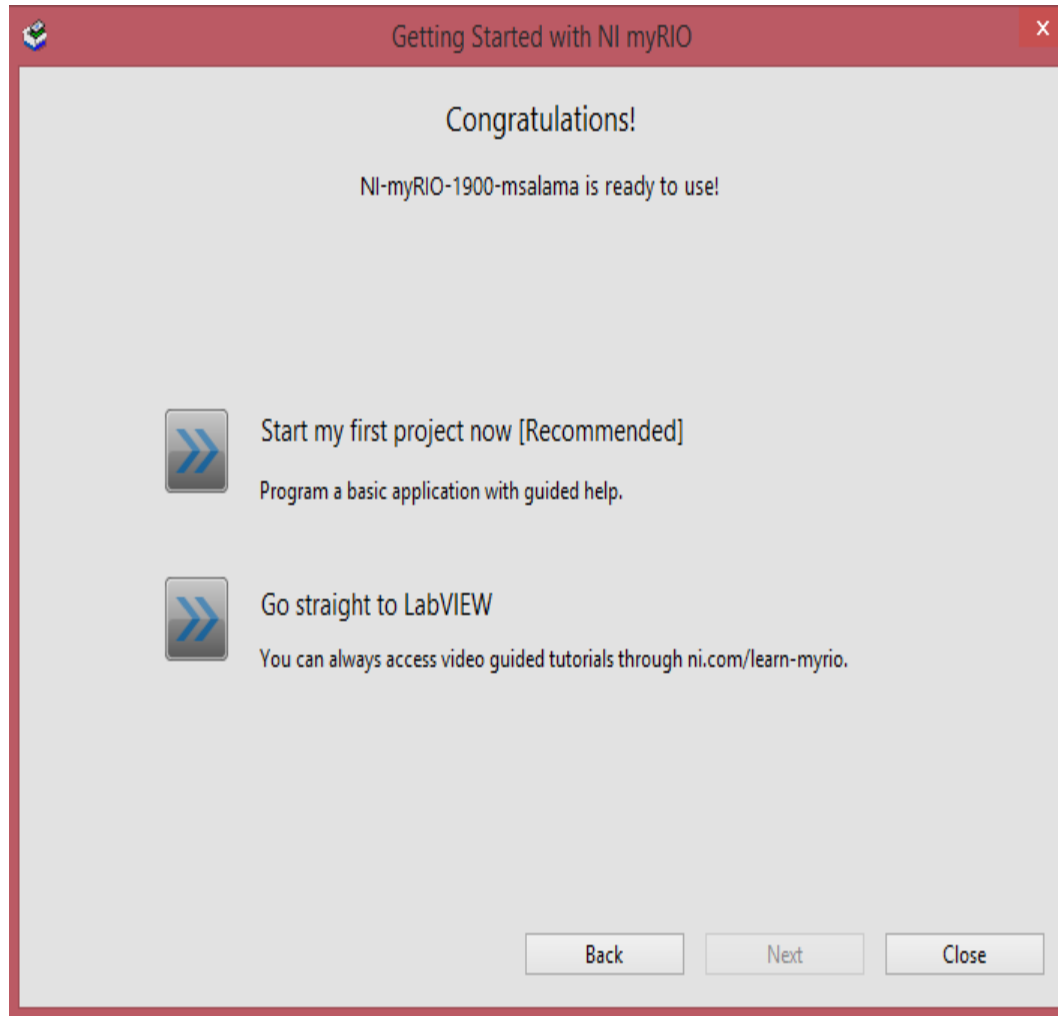 Getting Started with NI myRIO
x
Congratulations!
NI-myRIO-1900-msalama is ready to use!
Start my first project now [Recommended]
Program a basic application with guided help.
Go straight to LabVIEW
You can always access video guided tutorials through ni.com/learn-myrio.
Back
Next
Close